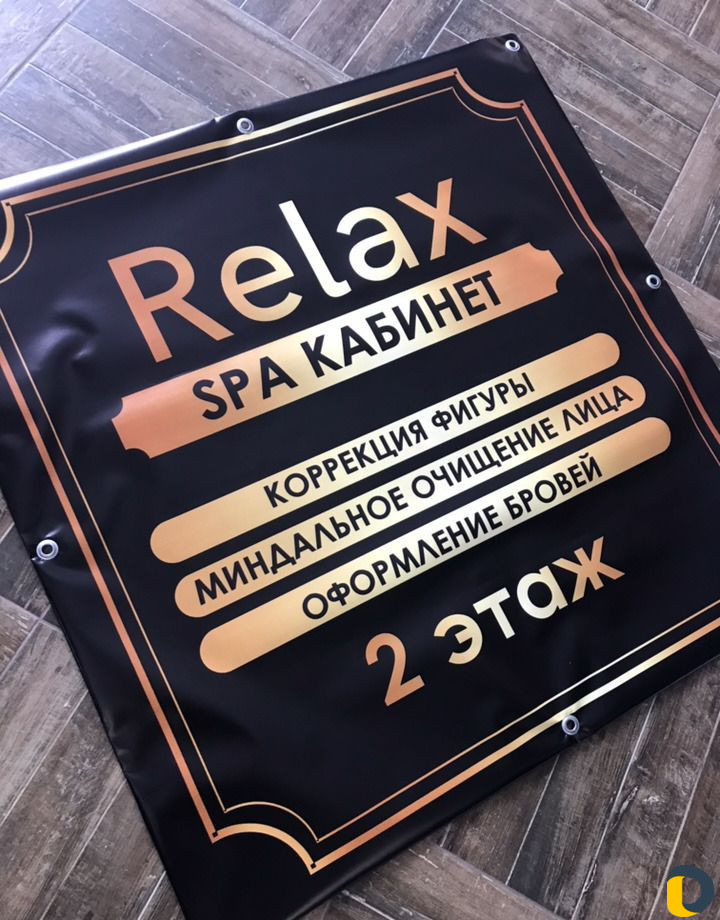 Relax
SPA КАБИНЕТ
КОРРЕКЦИЯ ФИГУРЫ
МИНДАЛЬНОЕ ОЧИЩЕНИЕ ЛИЦА
ОФОРМЛЕНИЕ БРОВЕЙ
2 этаж